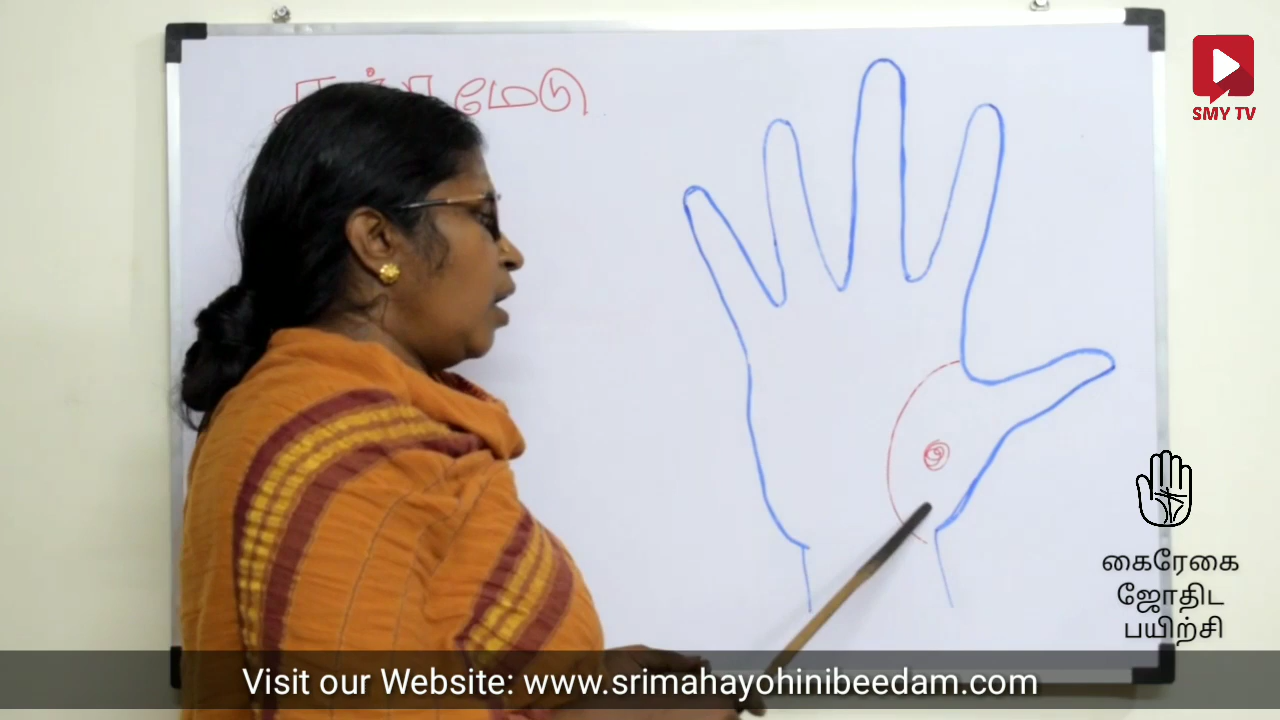 மேடு
SMY TV
கைரேகை
ஜோதிட
பயிற்சி
Visit our Website: www.srimahayohinibeedam.com